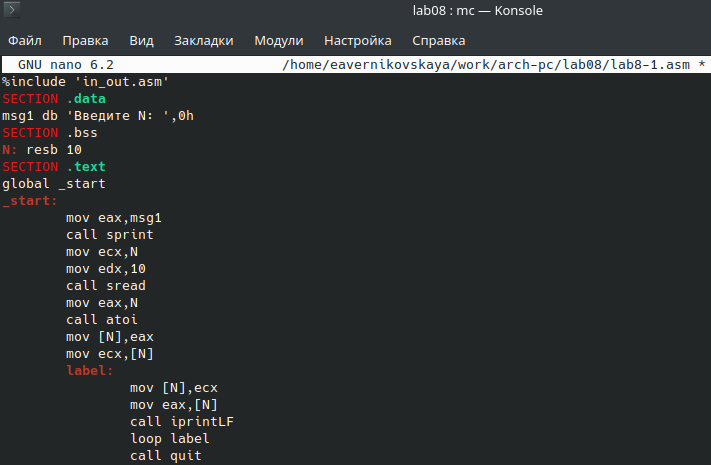 lab08 : mc — Konsole
Файл Правка Вид Закладки Модули Настройка Справка
GNU nano 6.2 /home/eavernikovskaya/work/arch-pc/lab08/lab8-1.asm *
%include 'in_out.asm'
SECTION .data
msg1 db 'Введите N: ',0h
SECTION .bss
N: resb 10
SECTION .text
global _start
_start:
mov eax,msg1
call sprint
mov ecx,N
mov edx,10
call sread
mov eax,N
call atoi
mov [N],eax
mov ecx,[N]
label:
mov [N],ecx
mov eax,[N]
call iprintLF
loop label
call quit